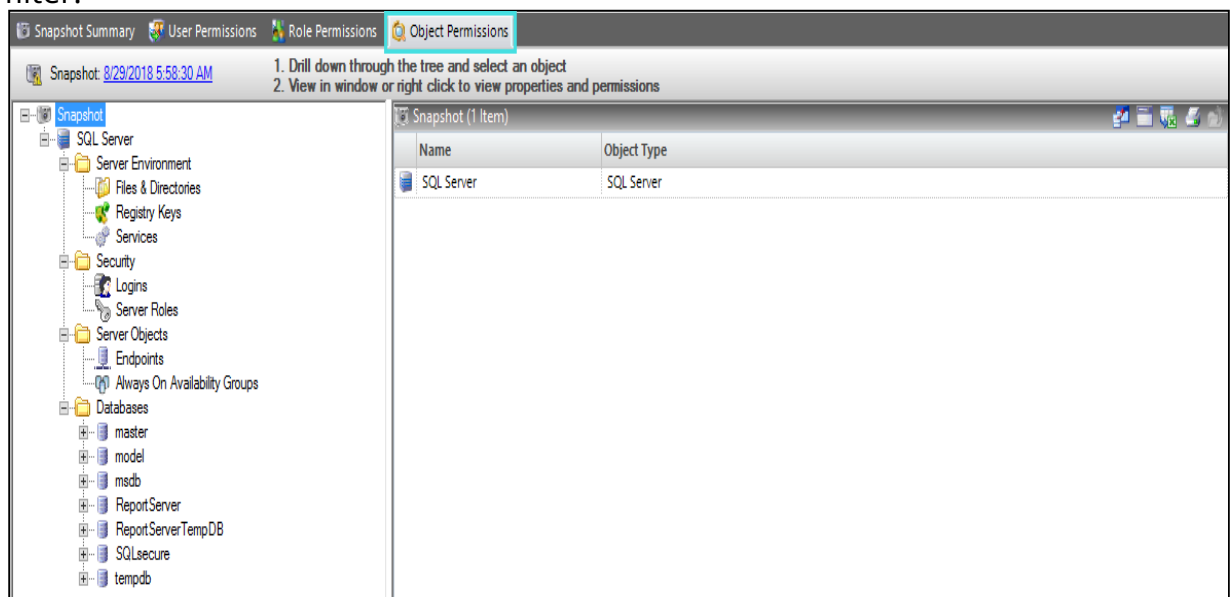 Snapshot Summary User Permissions Role Permissions Object Permissions
Snapshot: 8/29/2018 5:58:30 AM
1. Drill down through the tree and select an object
2. View in window or right click to view properties and permissions
Snapshot
SQL Server
Server Environment
Files & Directories
Registry Keys
Services
Security
Logins
Server Roles
Server Objects
Endpoints
Always On Availability Groups
Databases
master
model
msdb
ReportServer
ReportServerTempDB
SQLsecure
tempdb
Snapshot (1 Item)
Name Object Type
SQL Server SQL Server